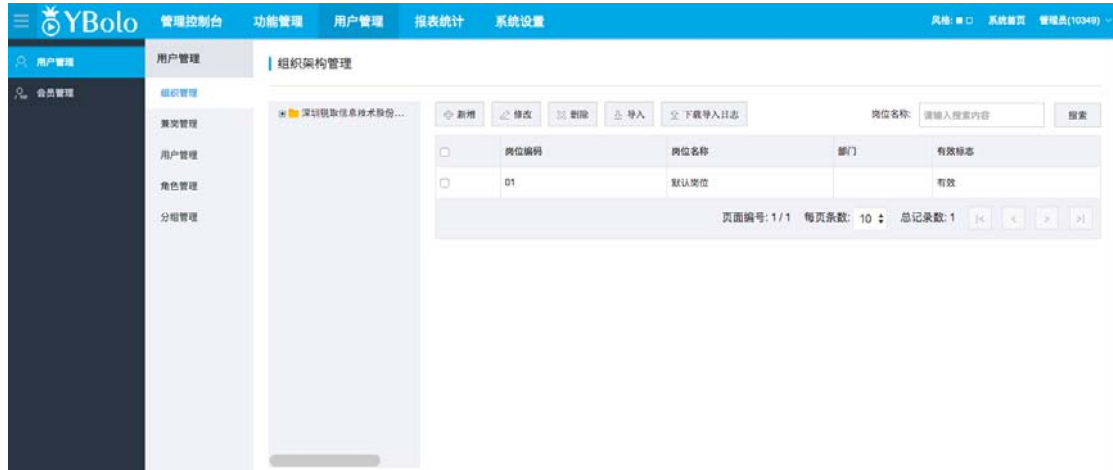 YBolo 管理控制台 功能管理 用户管理 报表统计 系统设置 风格: 系统首页 管理员(10349)
用户管理
会员管理
用户管理
组织管理
兼岗管理
用户管理
角色管理
分组管理
组织架构管理
深圳锐取信息技术股份...
新增 修改 删除 导入 下载导入日志 岗位名称: 请输入搜索内容 搜索
岗位编码 岗位名称 部门 有效标志
01 默认岗位 有效
页面编号: 1 / 1 每页条数: 10 总记录数: 1